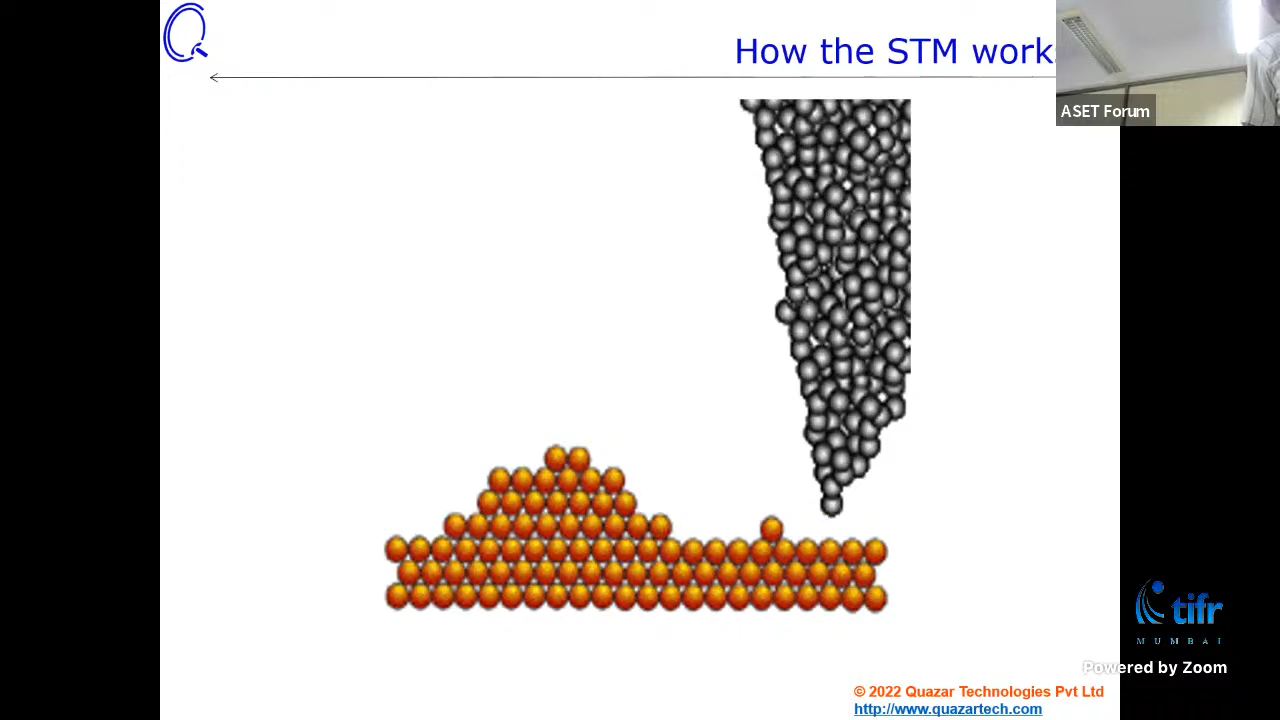 How the STM work
ASET Forum
tifr
MUMBAI
Powered by Zoom
© 2022 Quazar Technologies Pvt Ltd
http://www.quazartech.com